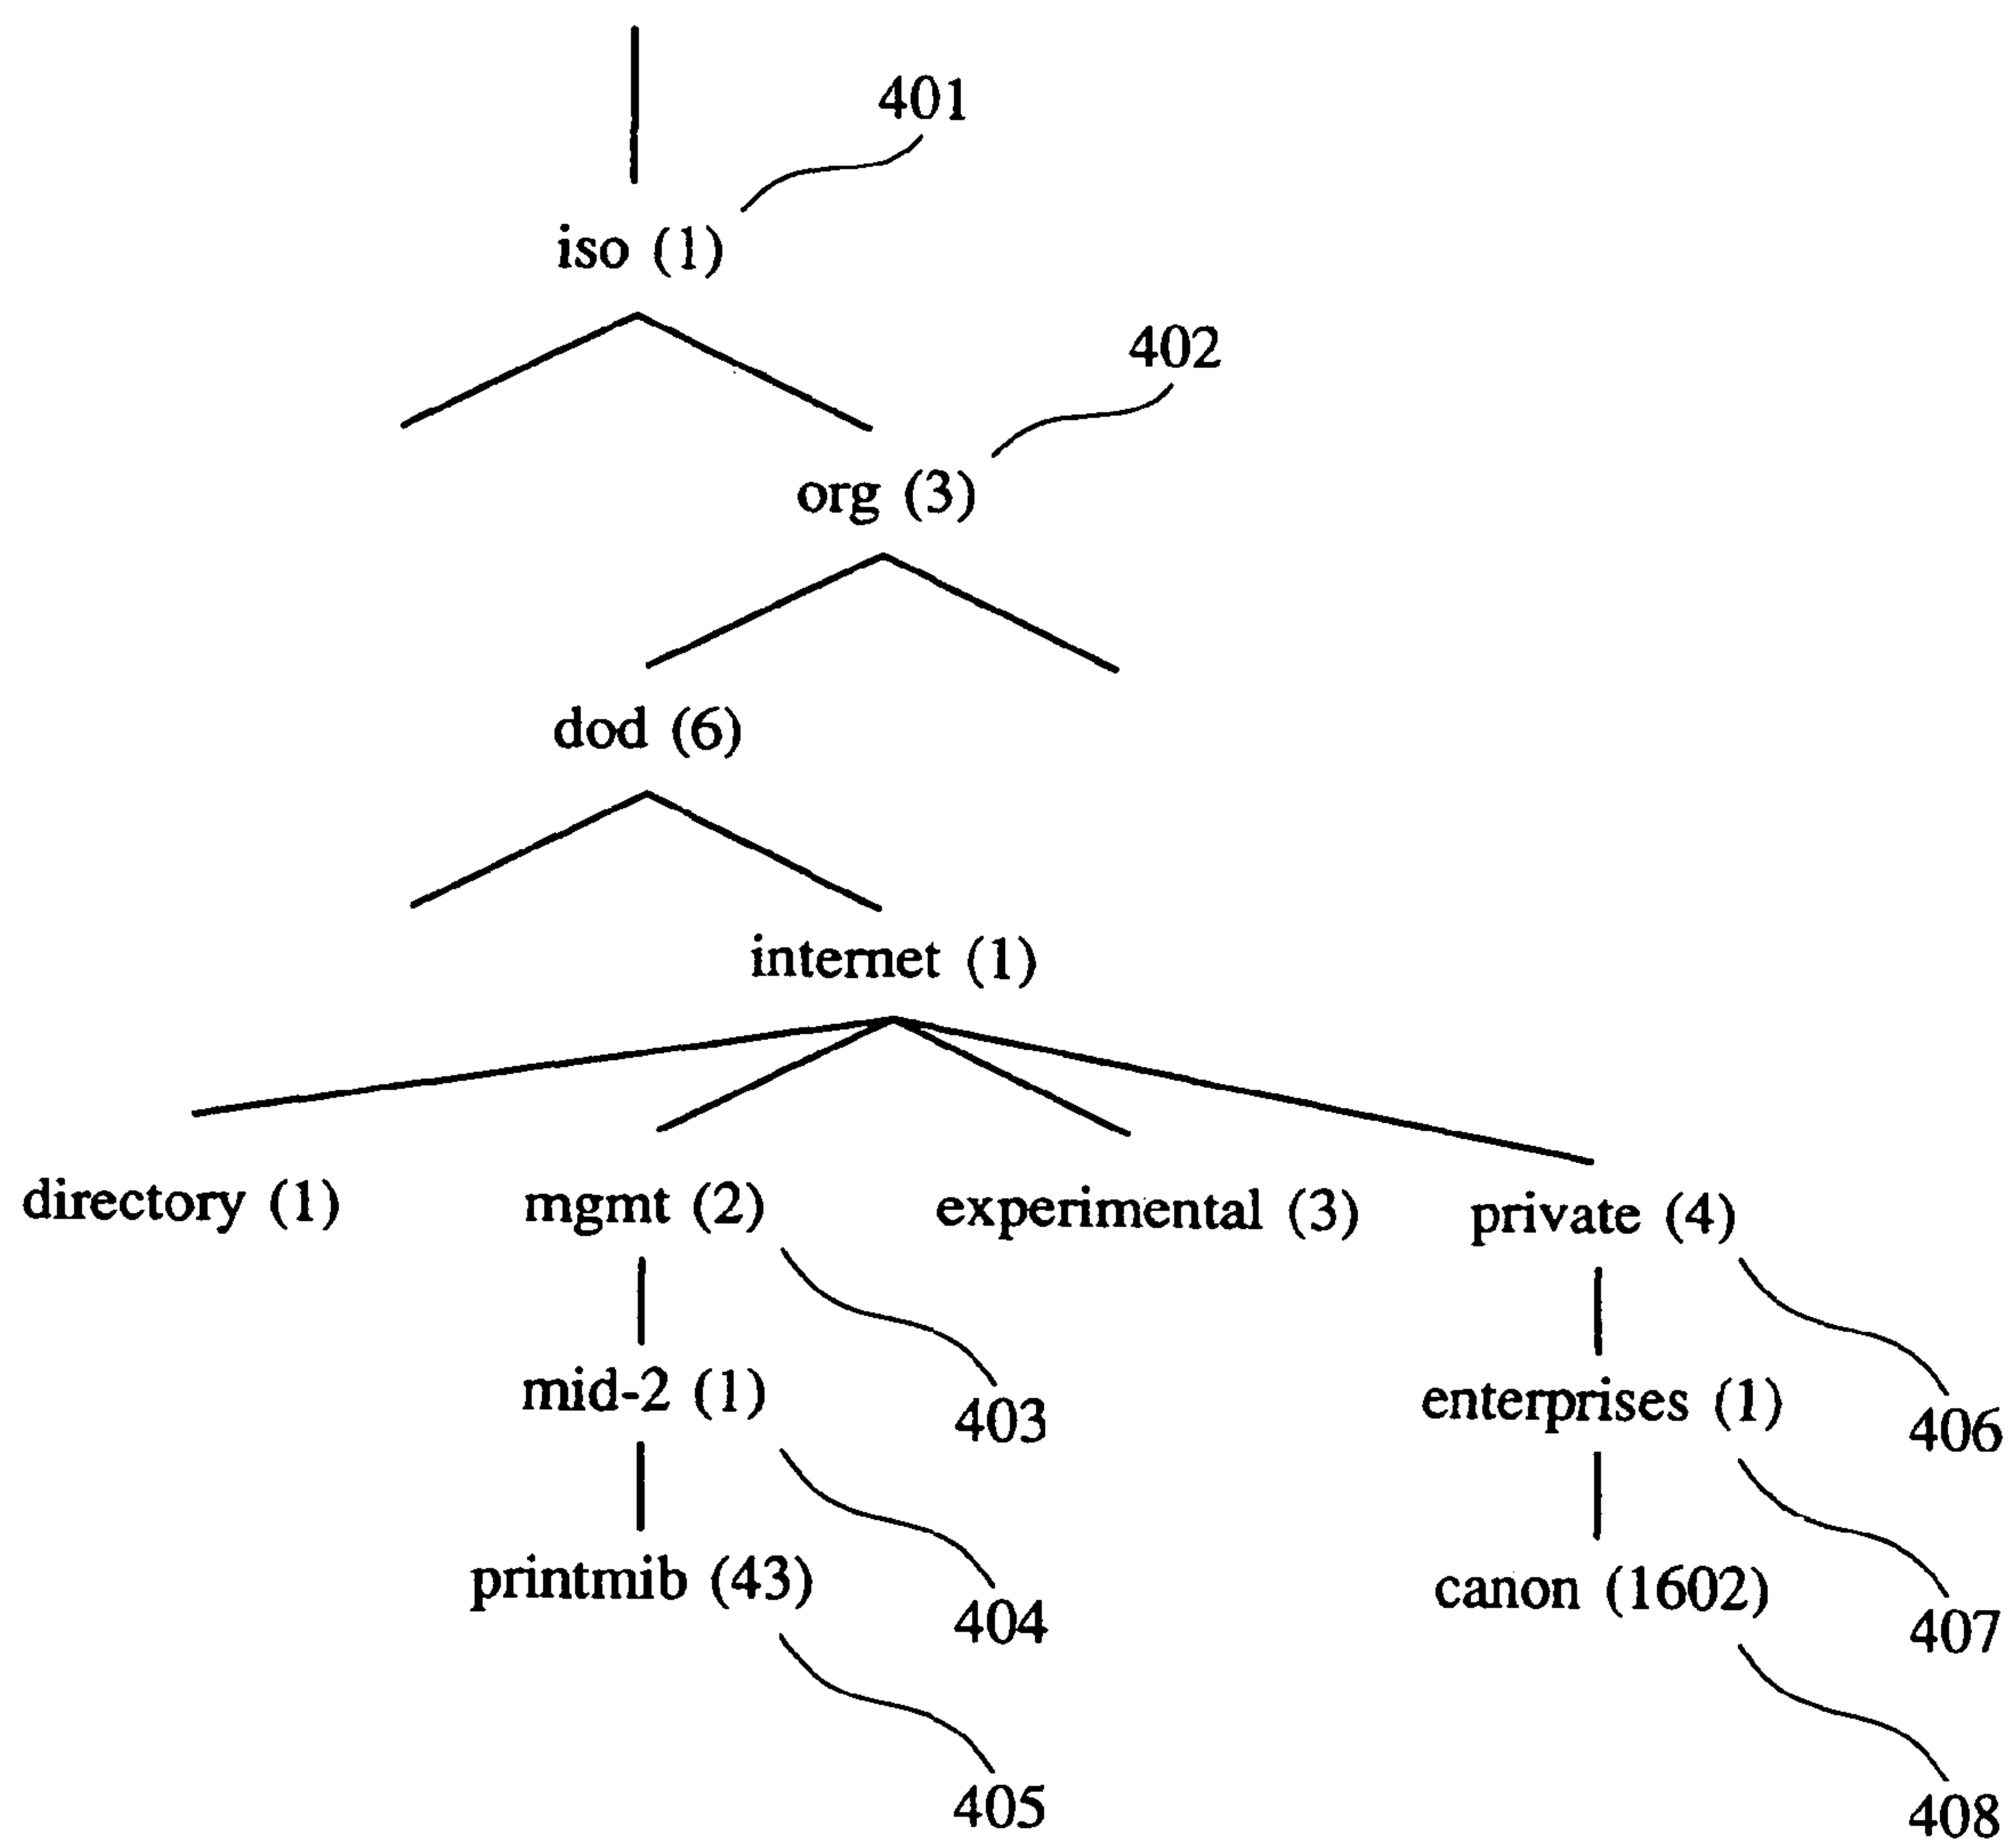 401
iso (1)
402
org (3)
dod (6)
internet (1)
directory (1) mgmt (2) experimental (3) private (4)
403
mid-2 (1) enterprises (1)
406
404
printmib (43) canon (1602)
407
405
408